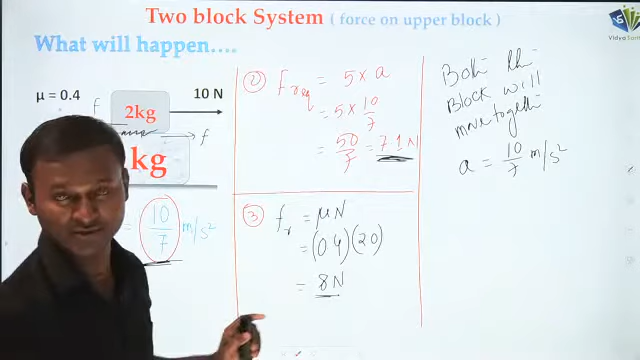 Two block System ( force on upper block )
What will happen....
μ = 0.4
f
2kg
10 N
f
kg
= 10/7 m/s²
② f req = 5 × a
= 5 × 10/7
= 50/7 = 7.1 N
③ fr = μN
= (0.4)(20)
= 8N
Both the
Block will
move together
a = 10/7 m/s²
Vidya